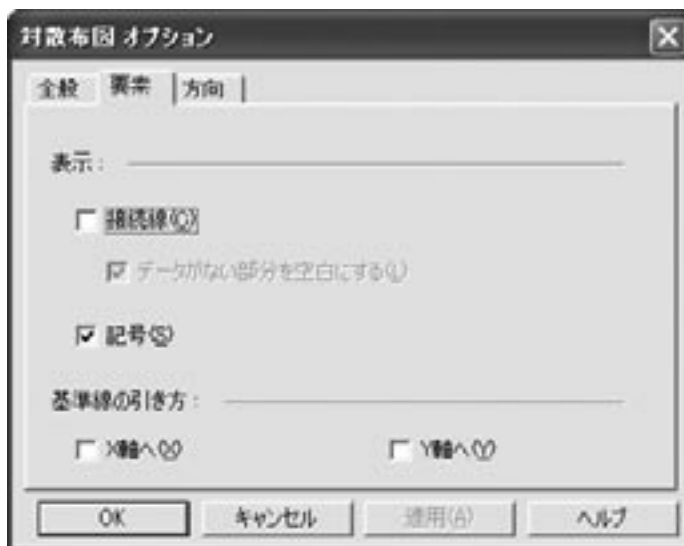 対散布図 オプション
全般 要素 方向
表示:
接続線(C)
データがない部分を空白にする(L)
記号(S)
基準線の引き方:
X軸へ(X) Y軸へ(Y)
OK キャンセル 適用(A) ヘルプ